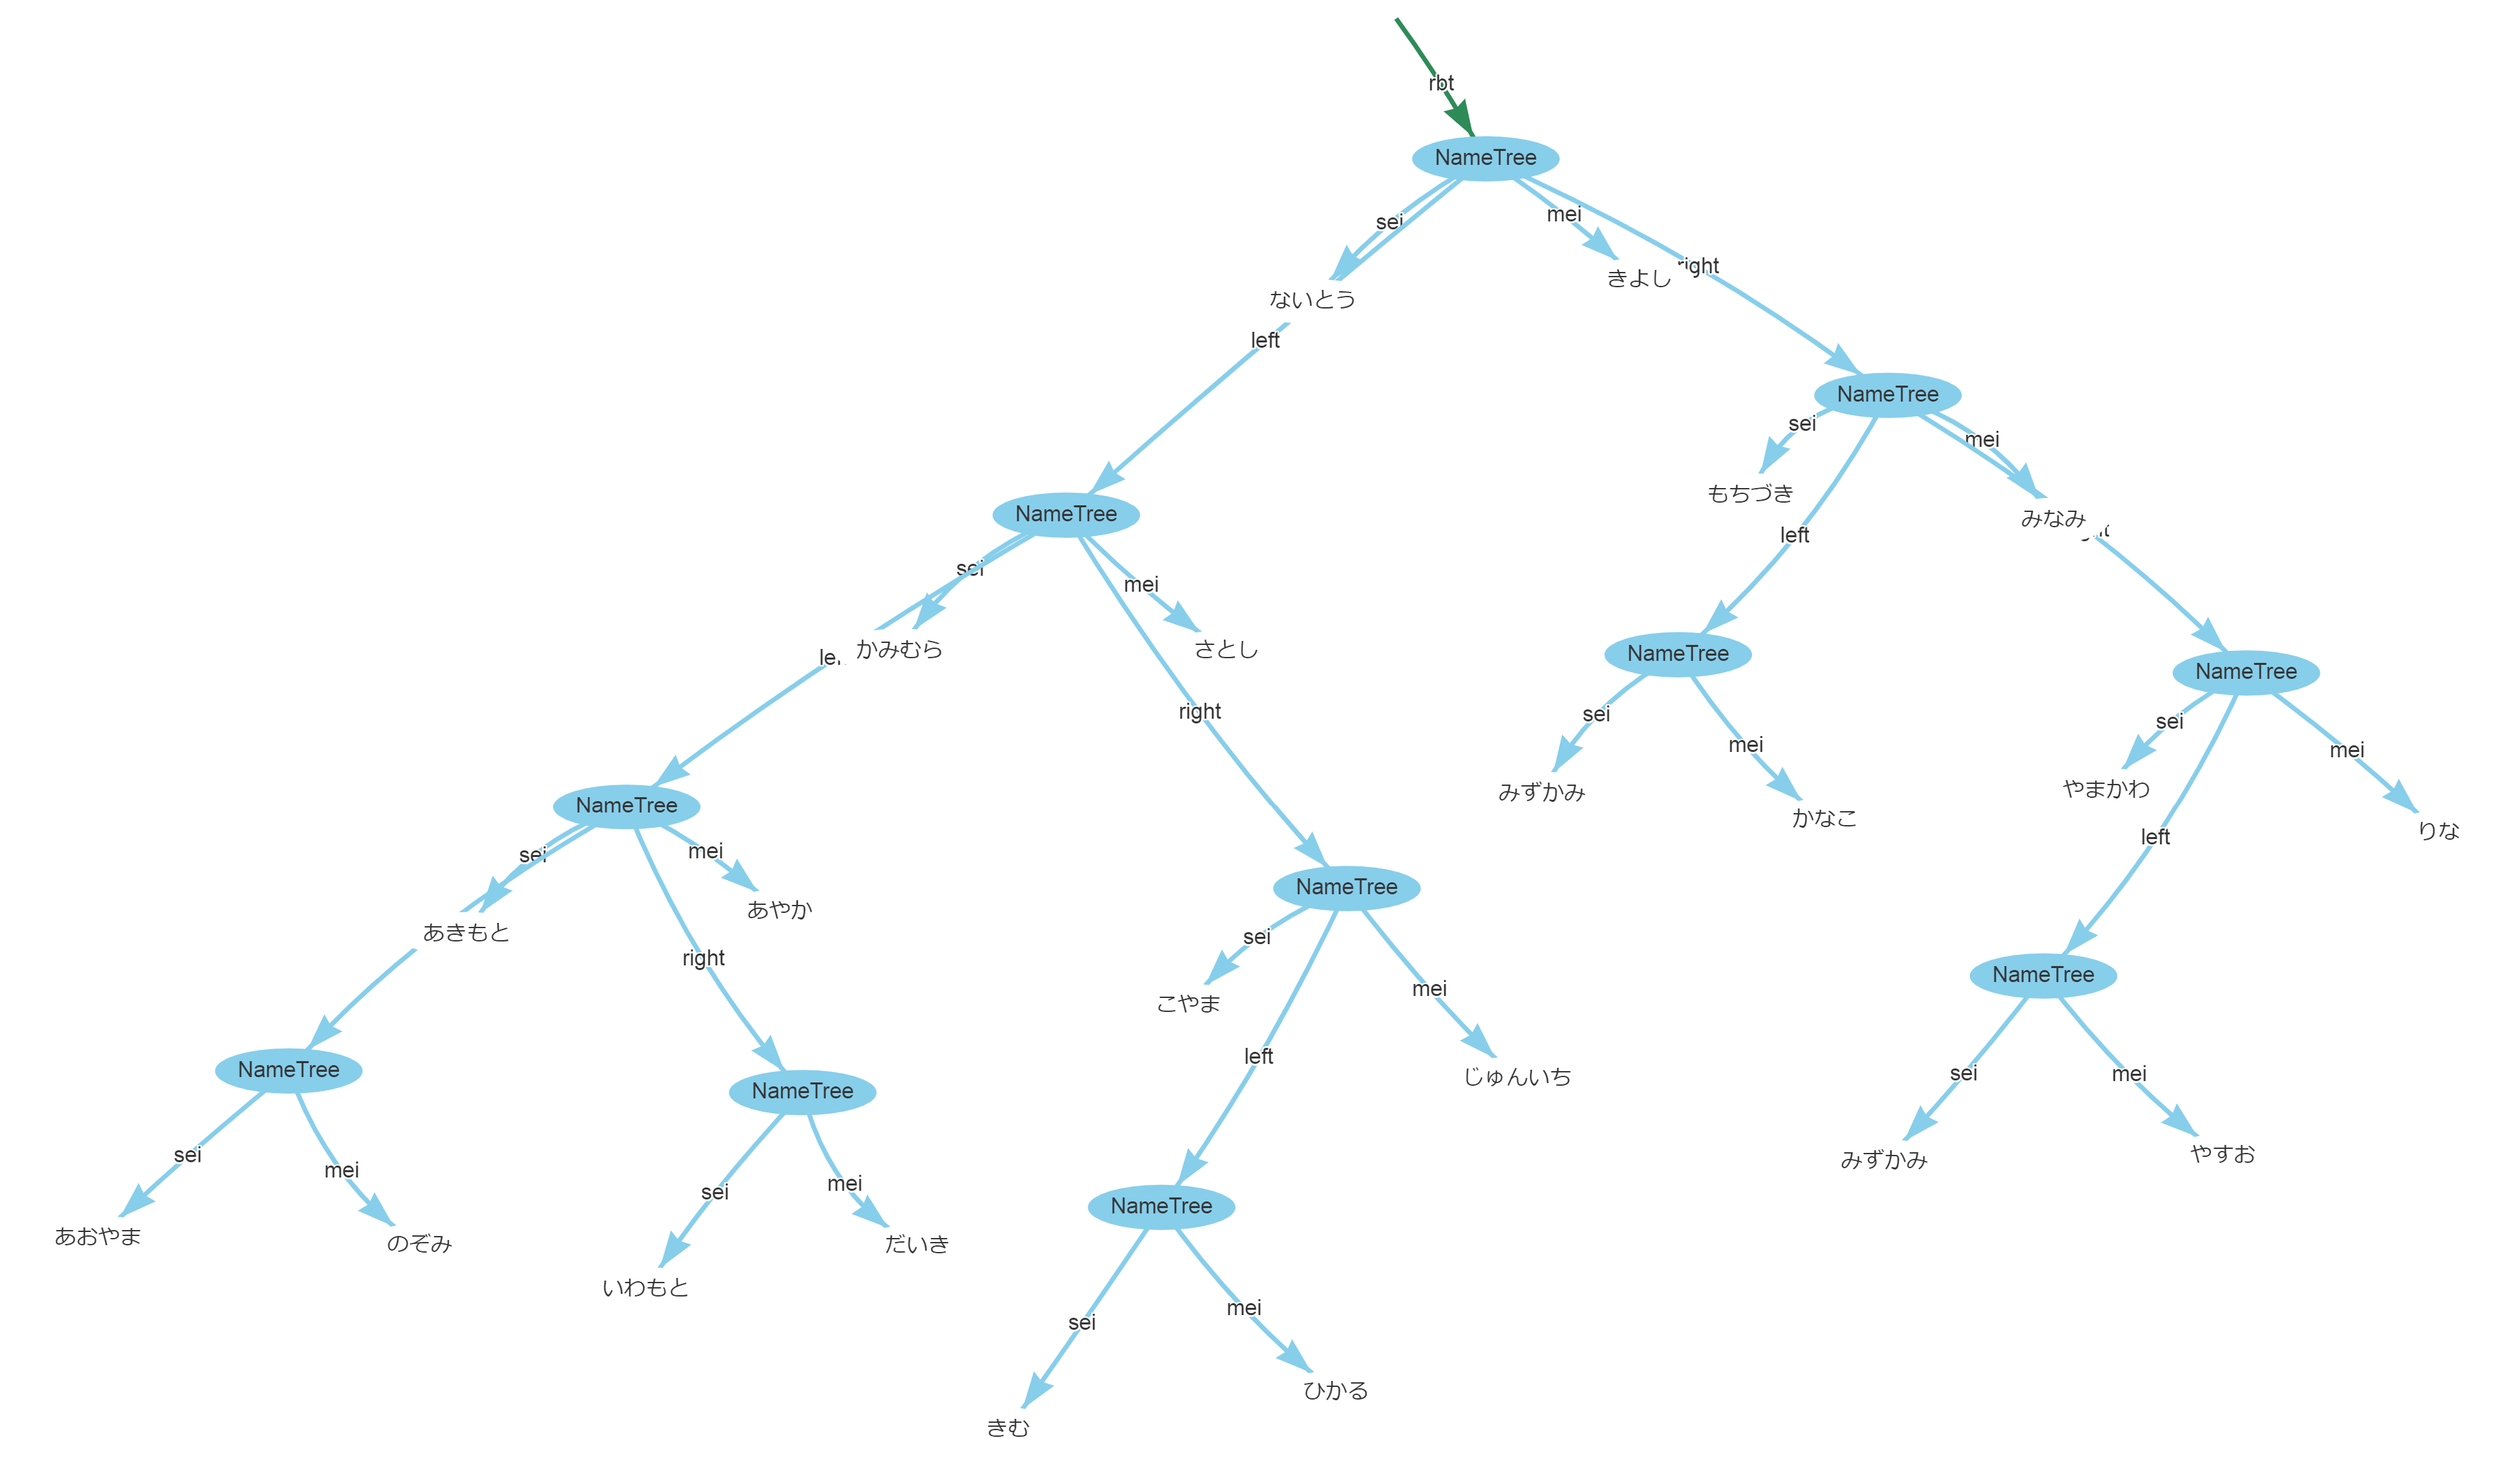 rbt
NameTree
sei
mei
right
ないとう
きよし
left
NameTree
sei
mei
もちづき
みなみ
left
NameTree
sei
mei
かみむら
さとし
right
NameTree
sei
mei
みずかみ
かなこ
NameTree
sei
mei
やまかわ
りな
left
NameTree
sei
mei
あきもと
あやか
right
NameTree
sei
mei
こやま
じゅんいち
left
NameTree
sei
mei
みずかみ
やすお
NameTree
sei
mei
あおやま
のぞみ
NameTree
sei
mei
いわもと
だいき
NameTree
sei
mei
きむ
ひかる